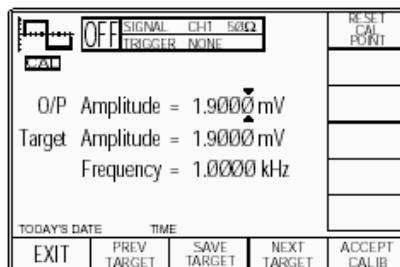 OFF SIGNAL CH1 50Ω
TRIGGER NONE
RESET
CAL
POINT
CAL
O/P Amplitude = 1.9000 mV
Target Amplitude = 1.9000 mV
Frequency = 1.0000 kHz
TODAY'S DATE TIME
EXIT
PREV
TARGET
SAVE
TARGET
NEXT
TARGET
ACCEPT
CALIB